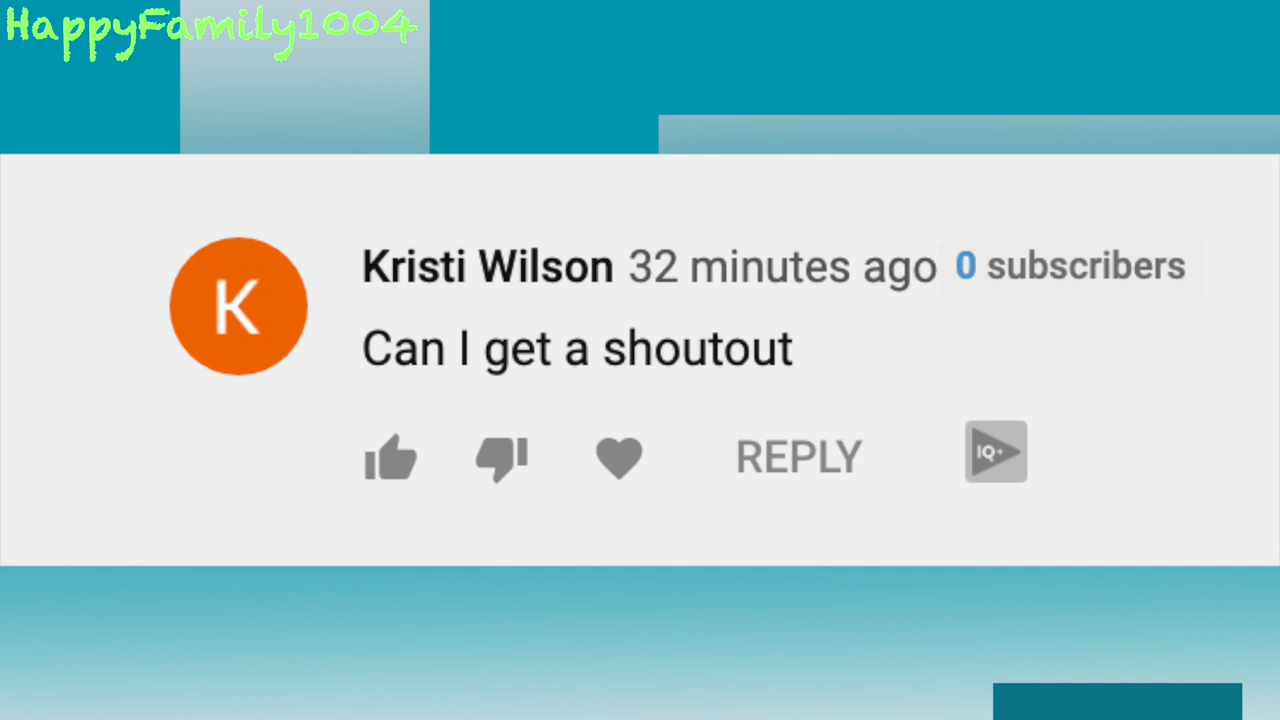 HappyFamily1004
Kristi Wilson 32 minutes ago 0 subscribers
Can I get a shoutout
K
REPLY
IQ+